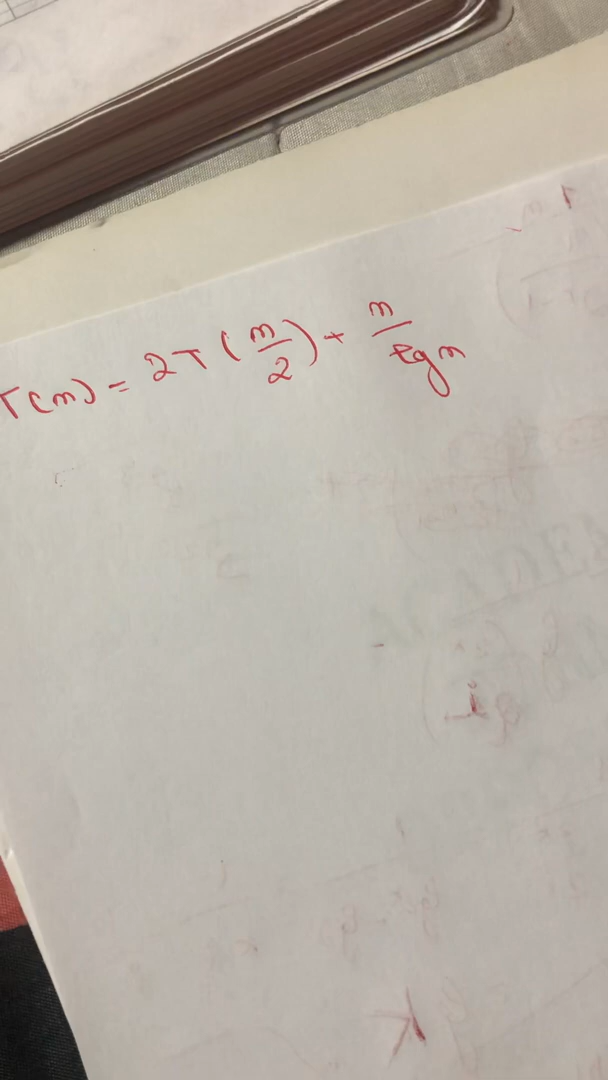 T(n) = 2T(n/2) + n/lg n